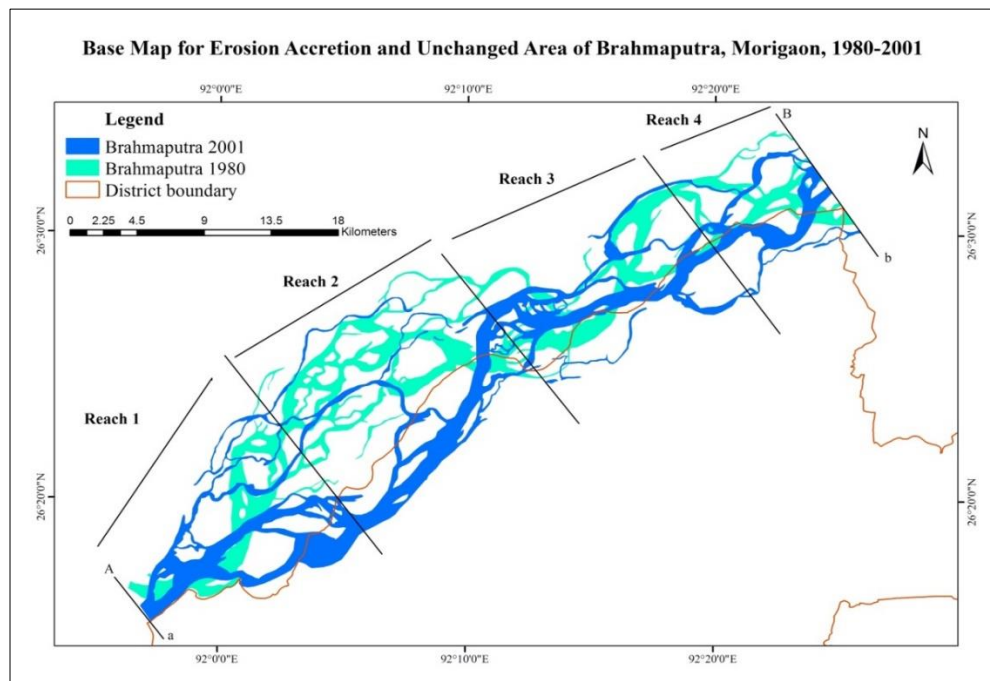 Base Map for Erosion Accretion and Unchanged Area of Brahmaputra, Morigaon, 1980-2001
92°0'0"E 92°10'0"E 92°20'0"E
Legend
Brahmaputra 2001
Brahmaputra 1980
District boundary
0 2.25 4.5 9 13.5 18
Kilometers
Reach 4
B
N
Reach 3
26°30'0"N
26°30'0"N
b
Reach 2
Reach 1
26°20'0"N
26°20'0"N
A
a
92°0'0"E 92°10'0"E 92°20'0"E